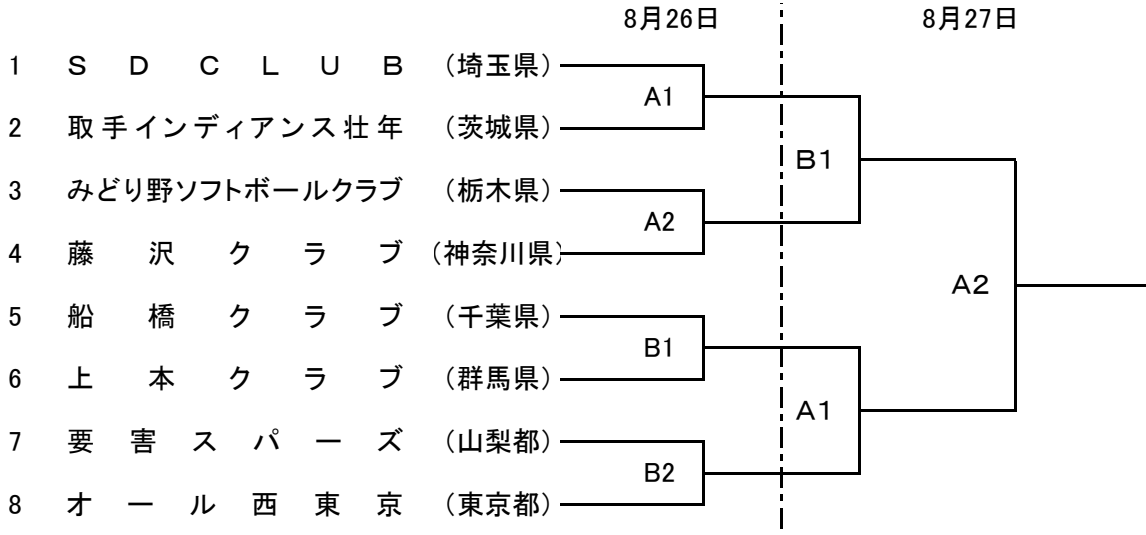 8月26日 8月27日
1 S D C L U B (埼玉県)
A1
2 取手インディアンス壮年 (茨城県)
B1
3 みどり野ソフトボールクラブ (栃木県)
A2
4 藤沢クラブ (神奈川県)
A2
5 船橋クラブ (千葉県)
B1
6 上本クラブ (群馬県)
A1
7 要害スパーズ (山梨都)
B2
8 オール西東京 (東京都)